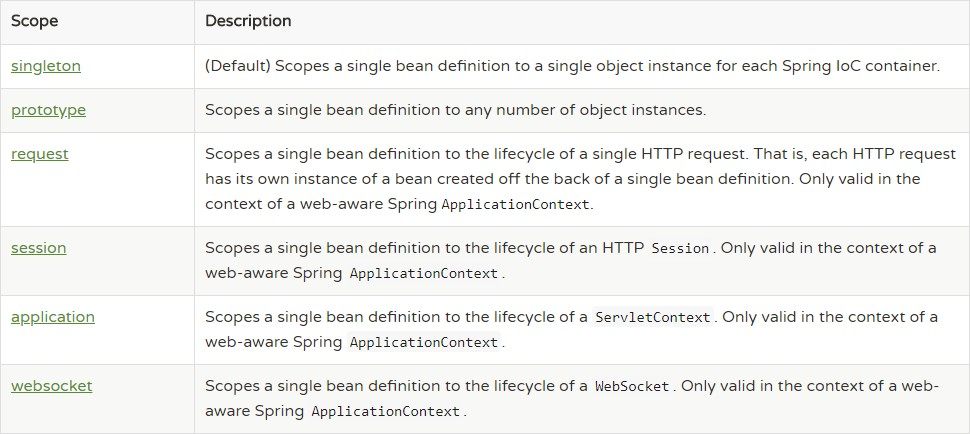 Scope Description
singleton (Default) Scopes a single bean definition to a single object instance for each Spring IoC container.
prototype Scopes a single bean definition to any number of object instances.
request Scopes a single bean definition to the lifecycle of a single HTTP request. That is, each HTTP request
has its own instance of a bean created off the back of a single bean definition. Only valid in the
context of a web-aware Spring ApplicationContext.
session Scopes a single bean definition to the lifecycle of an HTTP Session. Only valid in the context of a
web-aware Spring ApplicationContext.
application Scopes a single bean definition to the lifecycle of a ServletContext. Only valid in the context of a
web-aware Spring ApplicationContext.
websocket Scopes a single bean definition to the lifecycle of a WebSocket. Only valid in the context of a web-
aware Spring ApplicationContext.